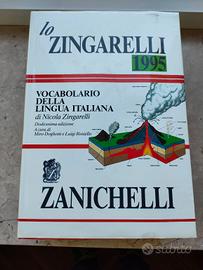 lo
ZINGARELLI
1995
VOCABOLARIO
DELLA
LINGUA ITALIANA
di Nicola Zingarelli
Dodicesima edizione
A cura di
Miro Dogliotti e Luigi Rosiello
ZANICHELLI
subito